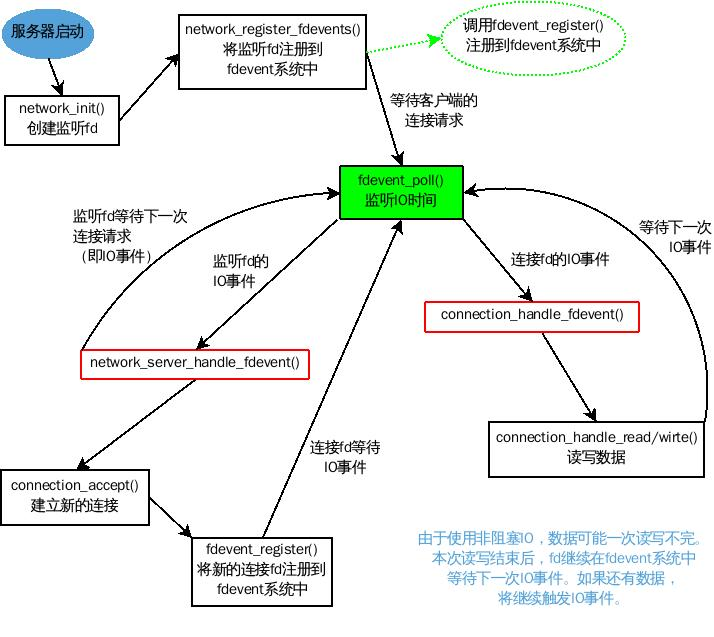 服务器启动
network_init()
创建监听fd
network_register_fdevents()
将监听fd注册到
fdevent系统中
调用fdevent_register()
注册到fdevent系统中
等待客户端的
连接请求
fdevent_poll()
监听IO时间
监听fd等待下一次
连接请求
（即IO事件）
监听fd的
IO事件
连接fd的IO事件
等待下一次
IO事件
network_server_handle_fdevent()
connection_handle_fdevent()
connection_accept()
建立新的连接
连接fd等待
IO事件
connection_handle_read/wirte()
读写数据
fdevent_register()
将新的连接fd注册到
fdevent系统中
由于使用非阻塞IO，数据可能一次读写不完。
本次读写结束后，fd继续在fdevent系统中
等待下一次IO事件。如果还有数据，
将继续触发IO事件。